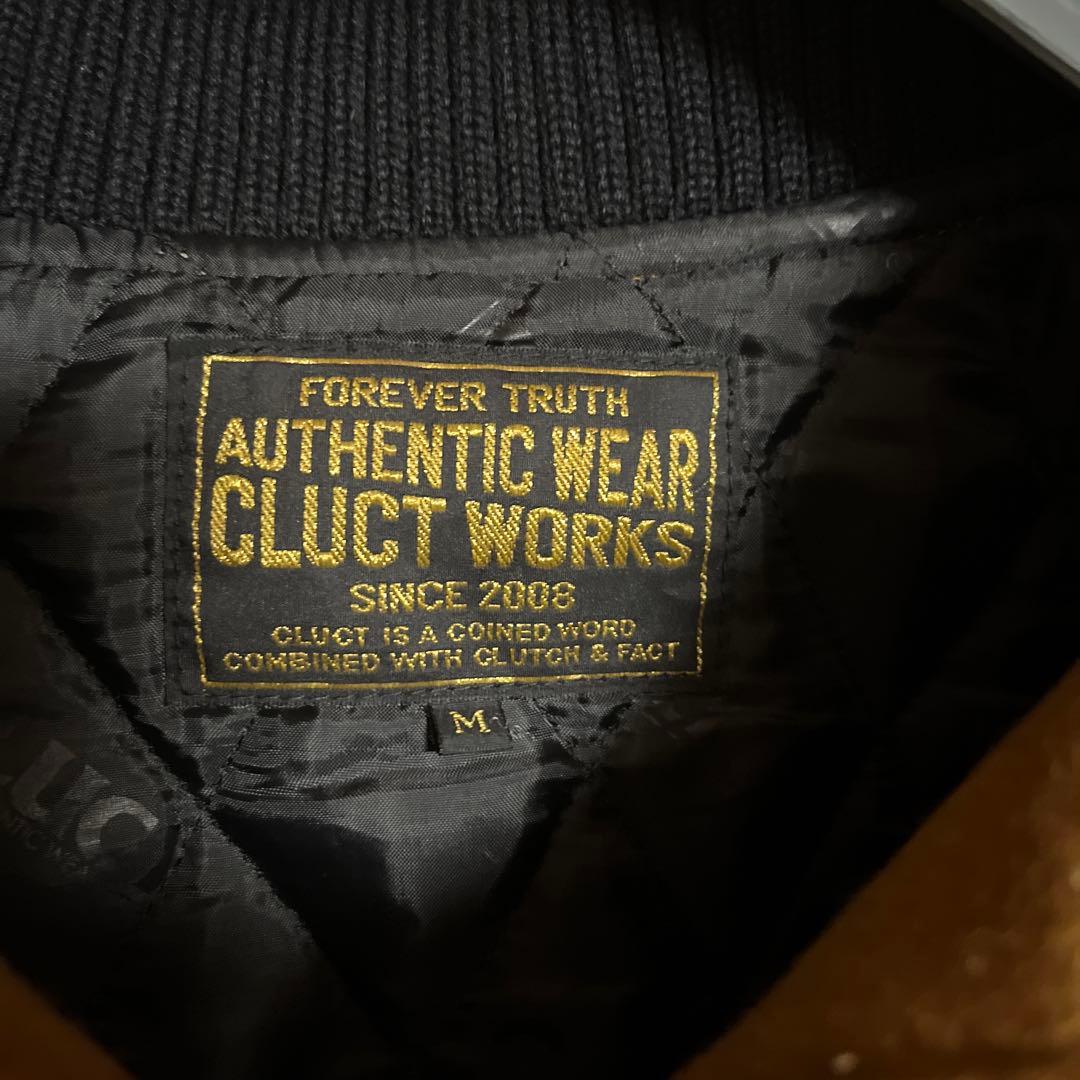 FOREVER TRUTH
AUTHENTIC WEAR
CLUCT WORKS
SINCE 2008
CLUCT IS A COINED WORD
COMBINED WITH CLUTCH & FACT
M